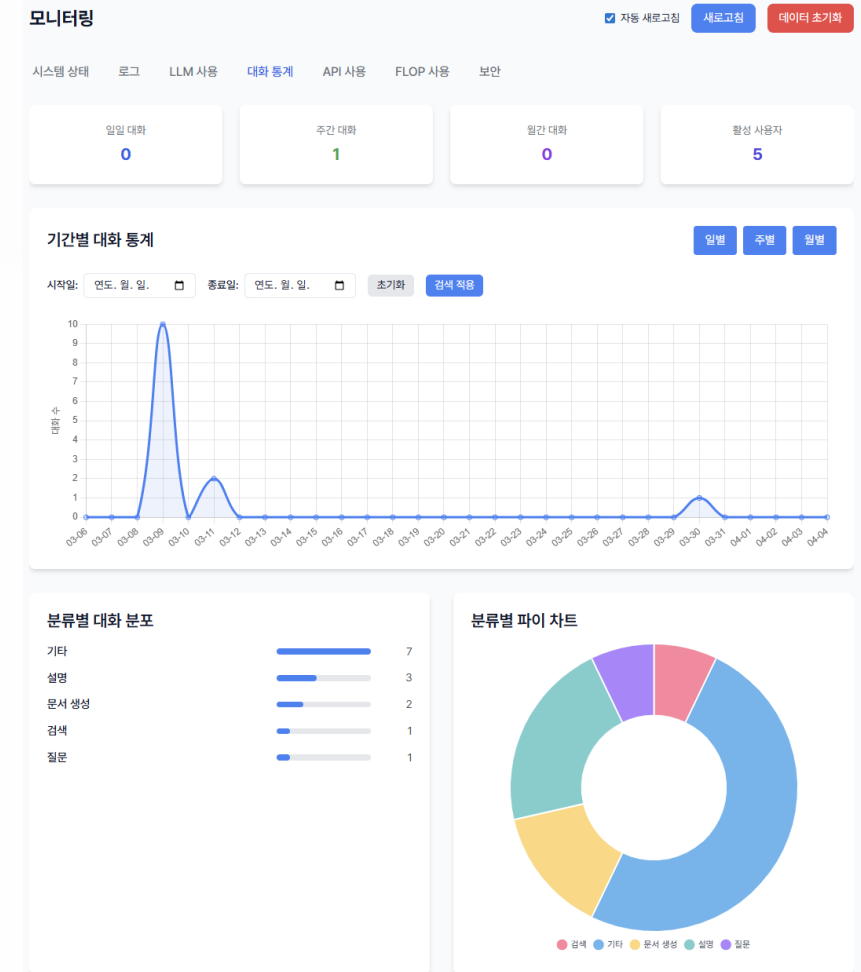 모니터링
자동 새로고침 새로고침 데이터 초기화
시스템 상태 로그 LLM 사용 대화 통계 API 사용 FLOP 사용 보안
일일 대화 주간 대화 월간 대화 활성 사용자
0 1 0 5
기간별 대화 통계 일별 주별 월별
시작일: 연도. 월. 일. 종료일: 연도. 월. 일. 초기화 검색 적용
10
9
8
7
6
5
4
3
2
1
0
대화 수
03-06 03-07 03-08 03-09 03-10 03-11 03-12 03-13 03-14 03-15 03-16 03-17 03-18 03-19 03-20 03-21 03-22 03-23 03-24 03-25 03-26 03-27 03-28 03-29 03-30 03-31 04-01 04-02 04-03 04-04
분류별 대화 분포
기타 7
설명 3
문서 생성 2
검색 1
질문 1
분류별 파이 차트
검색 기타 문서 생성 설명 질문